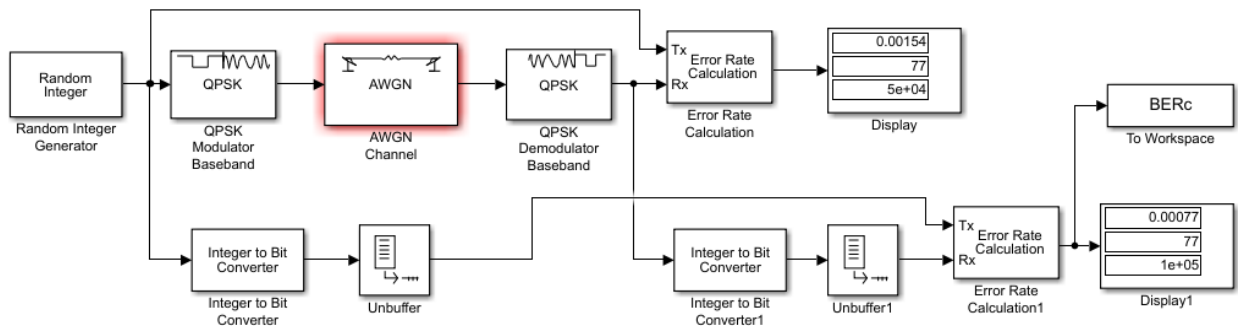 Random
Integer
Random Integer
Generator
QPSK
QPSK
Modulator
Baseband
AWGN
AWGN
Channel
QPSK
QPSK
Demodulator
Baseband
Tx
Rx
Error Rate
Calculation
Error Rate
Calculation
0.00154
77
5e+04
Display
BERc
To Workspace
Integer to Bit
Converter
Integer to Bit
Converter
Unbuffer
Integer to Bit
Converter
Integer to Bit
Converter1
Unbuffer1
Tx
Rx
Error Rate
Calculation
Error Rate
Calculation1
0.00077
77
1e+05
Display1